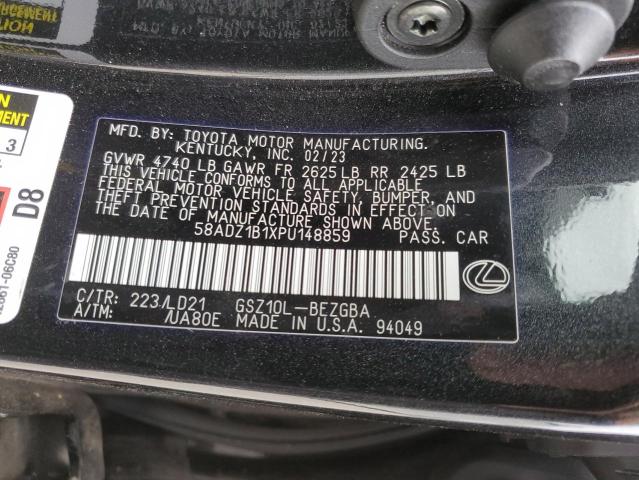 MFD. BY: TOYOTA MOTOR MANUFACTURING.
KENTUCKY, INC. 02/23
GVWR 4740 LB GAWR FR 2625 LB RR 2425 LB
THIS VEHICLE CONFORMS TO ALL APPLICABLE
FEDERAL MOTOR VEHICLE SAFETY, BUMPER, AND
THEFT PREVENTION STANDARDS IN EFFECT ON
THE DATE OF MANUFACTURE SHOWN ABOVE.
58ADZ1B1XPU148859 PASS. CAR
C/TR: 223/LD21 GSZ10L-BEZGBA
A/TM: /UA80E MADE IN U.S.A. 94049
EMENT
3
D8
06C80